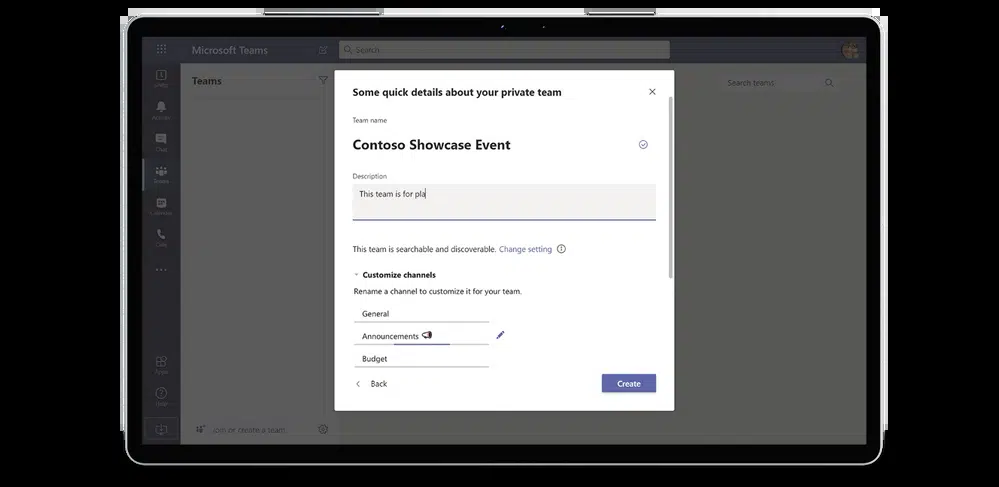 Microsoft Teams
Search
Teams
Search teams
Activity
Chat
Teams
Calendar
Calls
Apps
Help
Join or create a team
Some quick details about your private team
Team name
Contoso Showcase Event
Description
This team is for pla
This team is searchable and discoverable. Change setting
Customize channels
Rename a channel to customize it for your team.
General
Announcements 📢
Budget
Back
Create